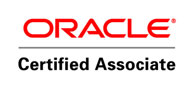 ORACLE®
Certified Associate